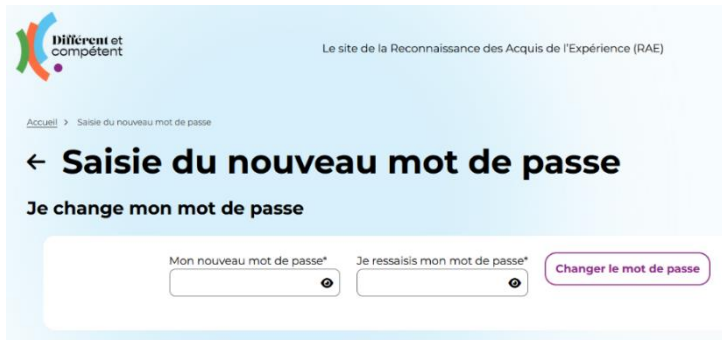 Différent et
compétent
Le site de la Reconnaissance des Acquis de l'Expérience (RAE)
Accueil > Saisie du nouveau mot de passe
← Saisie du nouveau mot de passe
Je change mon mot de passe
Mon nouveau mot de passe* Je ressaisis mon mot de passe*
Changer le mot de passe